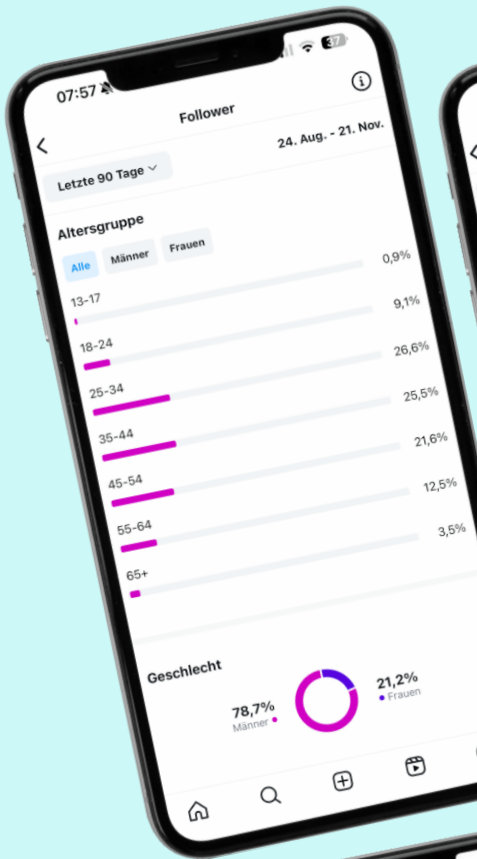 07:57
37
Follower
Letzte 90 Tage
24. Aug. - 21. Nov.
Altersgruppe
Alle
Männer
Frauen
13-17
0,9%
18-24
9,1%
25-34
26,6%
35-44
25,5%
45-54
21,6%
55-64
12,5%
65+
3,5%
Geschlecht
78,7%
Männer
21,2%
Frauen